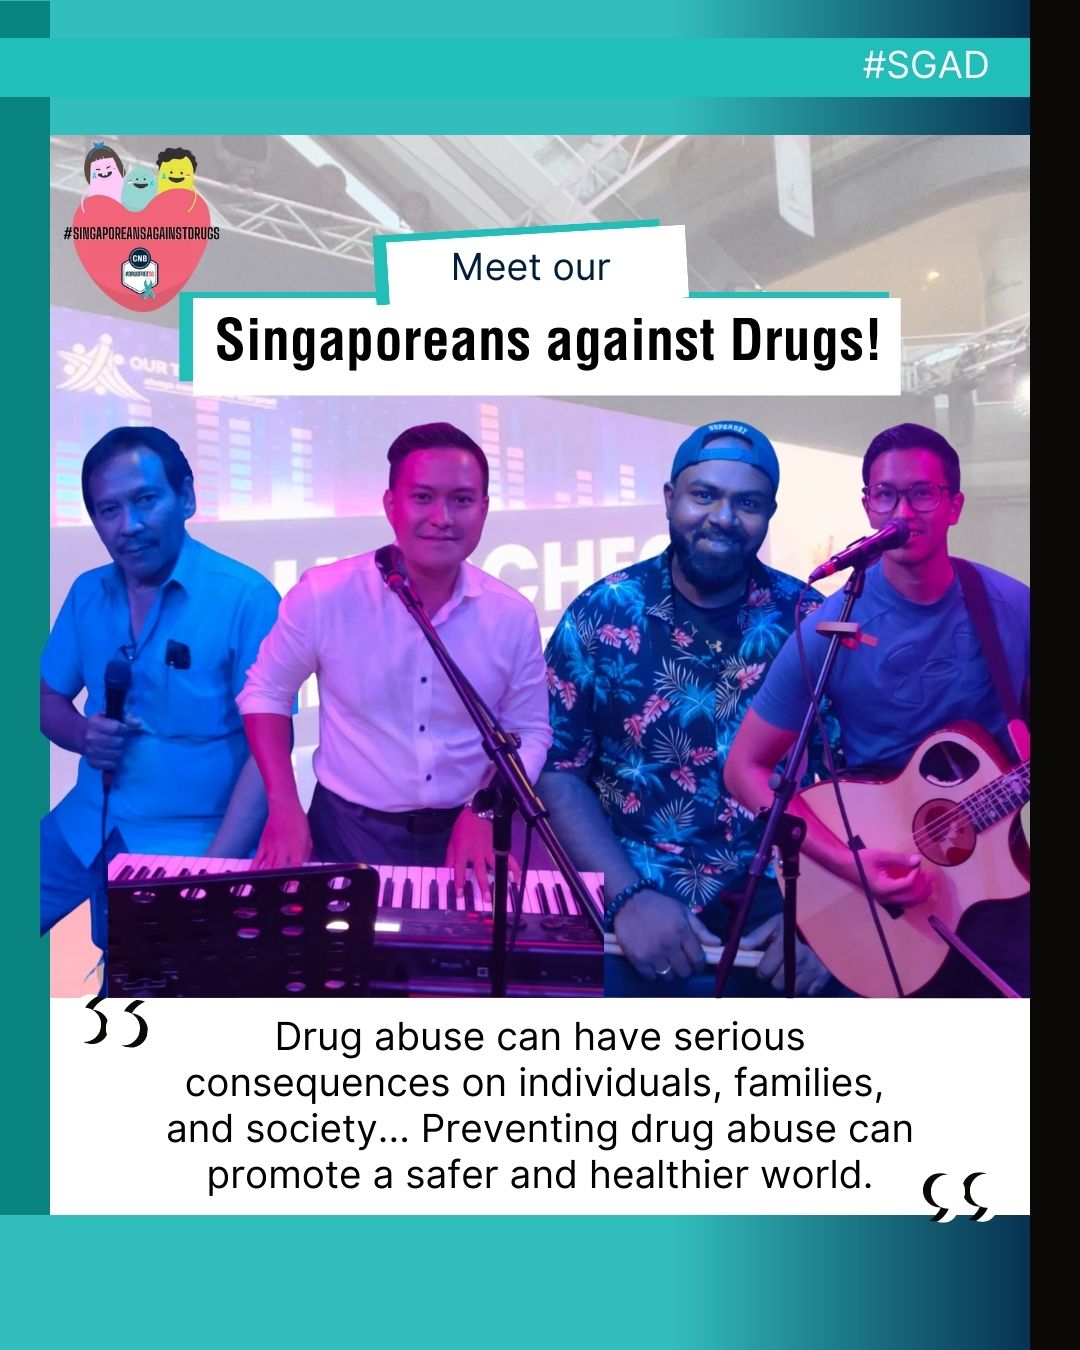 #SGAD
#SINGAPOREANSAGAINSTDRUGS
CNB
#DRUGFREESG
Meet our
Singaporeans against Drugs!
OUR T
SUPERDRY
Drug abuse can have serious
consequences on individuals, families,
and society... Preventing drug abuse can
promote a safer and healthier world.